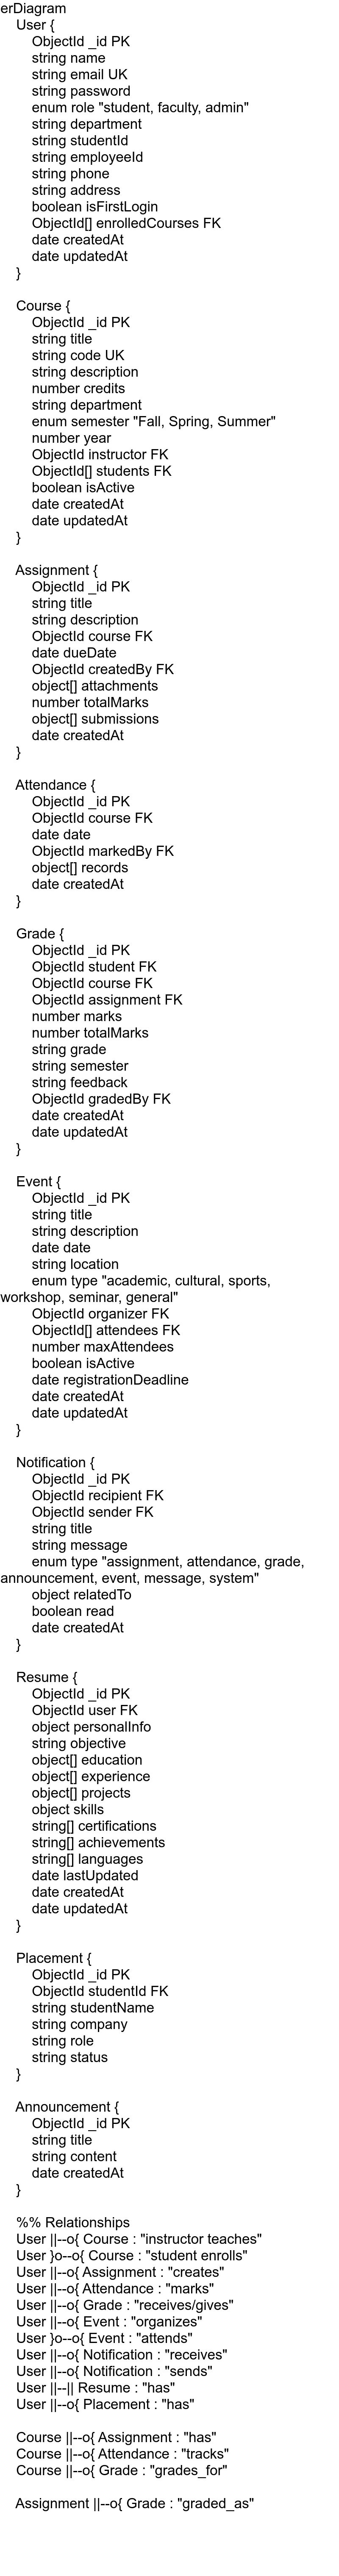 erDiagram
User {
ObjectId _id PK
string name
string email UK
string password
enum role "student, faculty, admin"
string department
string studentId
string employeeId
string phone
string address
boolean isFirstLogin
ObjectId[] enrolledCourses FK
date createdAt
date updatedAt
}
Course {
ObjectId _id PK
string title
string code UK
string description
number credits
string department
enum semester "Fall, Spring, Summer"
number year
ObjectId instructor FK
ObjectId[] students FK
boolean isActive
date createdAt
date updatedAt
}
Assignment {
ObjectId _id PK
string title
string description
ObjectId course FK
date dueDate
ObjectId createdBy FK
object[] attachments
number totalMarks
object[] submissions
date createdAt
}
Attendance {
ObjectId _id PK
ObjectId course FK
date date
ObjectId markedBy FK
object[] records
date createdAt
}
Grade {
ObjectId _id PK
ObjectId student FK
ObjectId course FK
ObjectId assignment FK
number marks
number totalMarks
string grade
string semester
string feedback
ObjectId gradedBy FK
date createdAt
date updatedAt
}
Event {
ObjectId _id PK
string title
string description
date date
string location
enum type "academic, cultural, sports,
workshop, seminar, general"
ObjectId organizer FK
ObjectId[] attendees FK
number maxAttendees
boolean isActive
date registrationDeadline
date createdAt
date updatedAt
}
Notification {
ObjectId _id PK
ObjectId recipient FK
ObjectId sender FK
string title
string message
enum type "assignment, attendance, grade,
announcement, event, message, system"
object relatedTo
boolean read
date createdAt
}
Resume {
ObjectId _id PK
ObjectId user FK
object personalInfo
string objective
object[] education
object[] experience
object[] projects
object skills
string[] certifications
string[] achievements
string[] languages
date lastUpdated
date createdAt
date updatedAt
}
Placement {
ObjectId _id PK
ObjectId studentId FK
string studentName
string company
string role
string status
}
Announcement {
ObjectId _id PK
string title
string content
date createdAt
}
%% Relationships
User ||--o{ Course : "instructor teaches"
User }o--o{ Course : "student enrolls"
User ||--o{ Assignment : "creates"
User ||--o{ Attendance : "marks"
User ||--o{ Grade : "receives/gives"
User ||--o{ Event : "organizes"
User }o--o{ Event : "attends"
User ||--o{ Notification : "receives"
User ||--o{ Notification : "sends"
User ||--|| Resume : "has"
User ||--o{ Placement : "has"
Course ||--o{ Assignment : "has"
Course ||--o{ Attendance : "tracks"
Course ||--o{ Grade : "grades_for"
Assignment ||--o{ Grade : "graded_as"